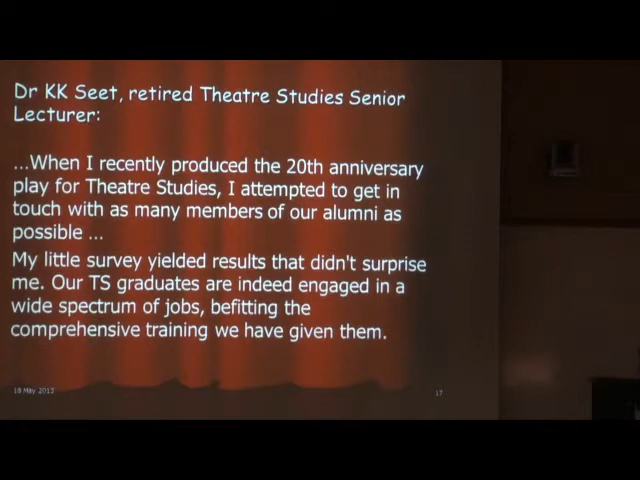 Dr KK Seet, retired Theatre Studies Senior
Lecturer:
...When I recently produced the 20th anniversary
play for Theatre Studies, I attempted to get in
touch with as many members of our alumni as
possible ...
My little survey yielded results that didn't surprise
me. Our TS graduates are indeed engaged in a
wide spectrum of jobs, befitting the
comprehensive training we have given them.
18 May 2013
17